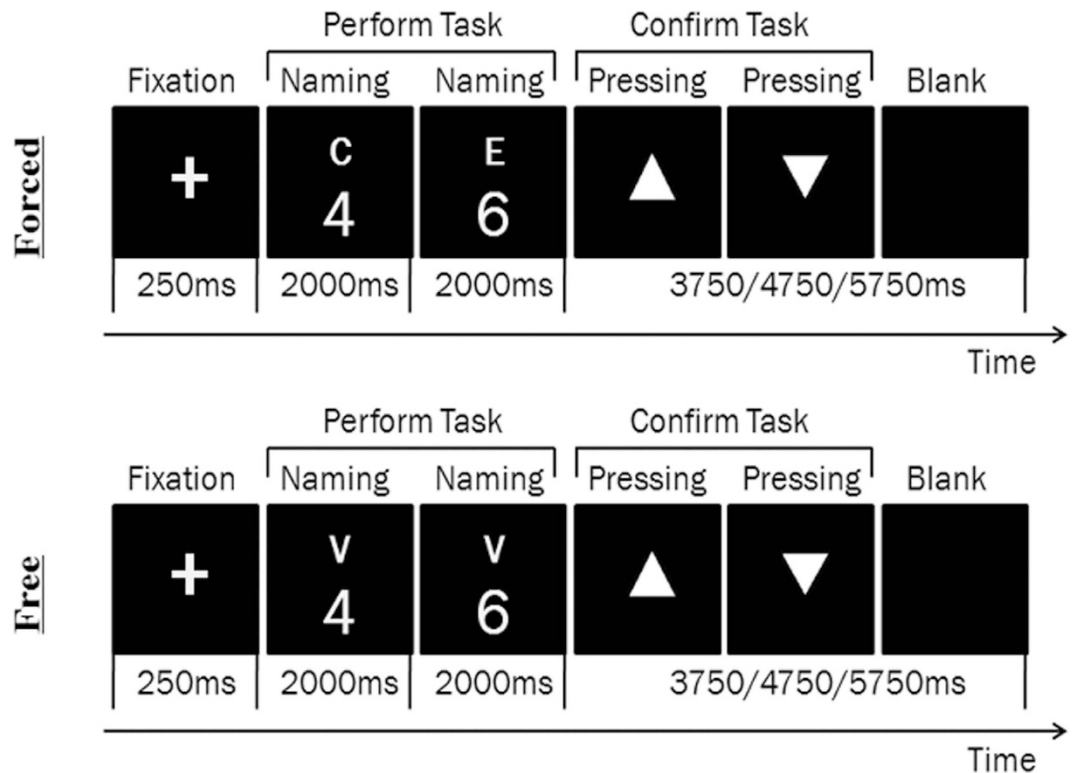 Perform Task Confirm Task
Fixation Naming Naming Pressing Pressing Blank
Forced
+ C E
4 6
250ms 2000ms 2000ms 3750/4750/5750ms
Time
Perform Task Confirm Task
Fixation Naming Naming Pressing Pressing Blank
Free
+ V V
4 6
250ms 2000ms 2000ms 3750/4750/5750ms
Time